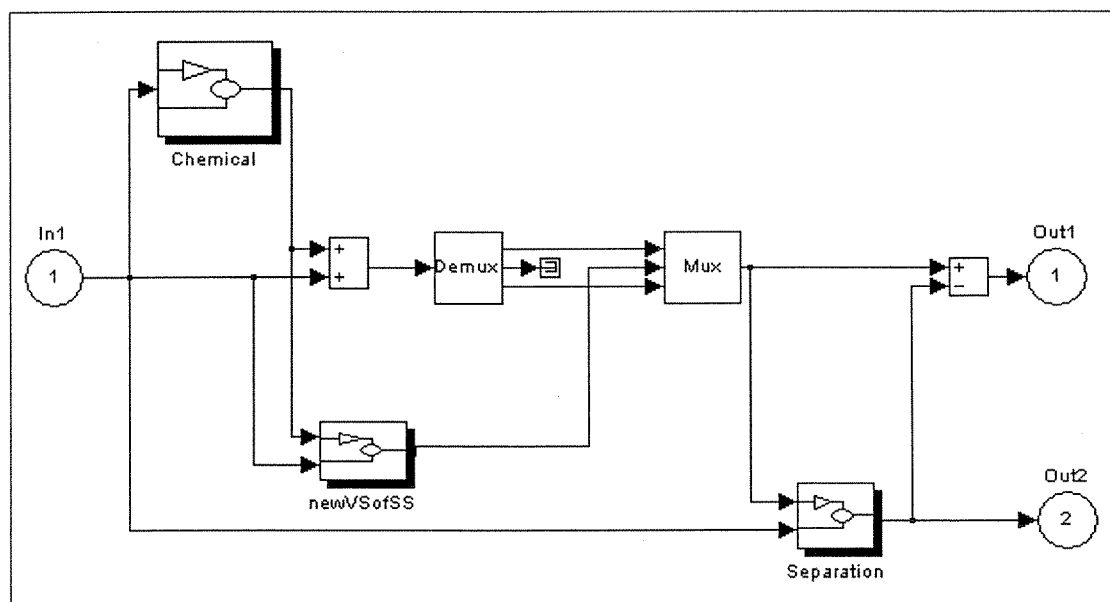 Chemical
In1
1
+
+
Demux
Mux
+
−
Out1
1
newVSofSS
Separation
Out2
2